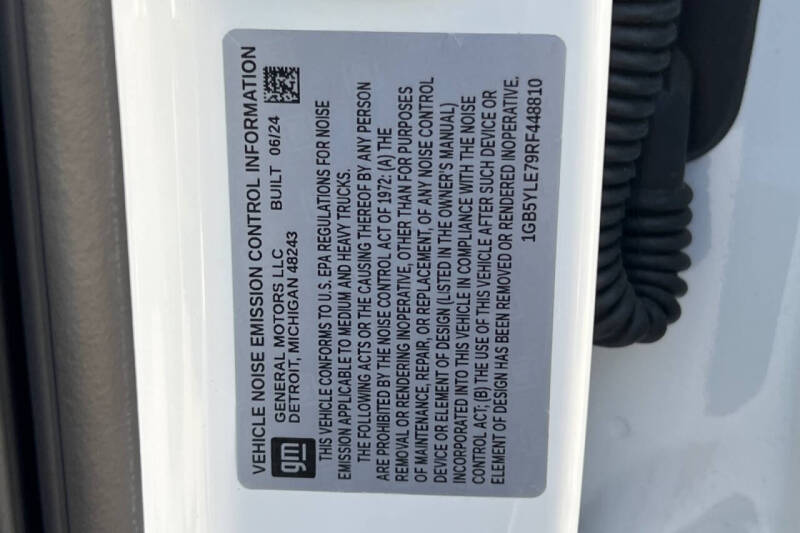 VEHICLE NOISE EMISSION CONTROL INFORMATION
gm
GENERAL MOTORS LLC
DETROIT, MICHIGAN 48243 BUILT 06/24
THIS VEHICLE CONFORMS TO U.S. EPA REGULATIONS FOR NOISE
EMISSION APPLICABLE TO MEDIUM AND HEAVY TRUCKS.
THE FOLLOWING ACTS OR THE CAUSING THEREOF BY ANY PERSON
ARE PROHIBITED BY THE NOISE CONTROL ACT OF 1972: (A) THE
REMOVAL OR RENDERING INOPERATIVE, OTHER THAN FOR PURPOSES
OF MAINTENANCE, REPAIR, OR REPLACEMENT, OF ANY NOISE CONTROL
DEVICE OR ELEMENT OF DESIGN (LISTED IN THE OWNER'S MANUAL)
INCORPORATED INTO THIS VEHICLE IN COMPLIANCE WITH THE NOISE
CONTROL ACT; (B) THE USE OF THIS VEHICLE AFTER SUCH DEVICE OR
ELEMENT OF DESIGN HAS BEEN REMOVED OR RENDERED INOPERATIVE.
1GB5YLE79RF448810